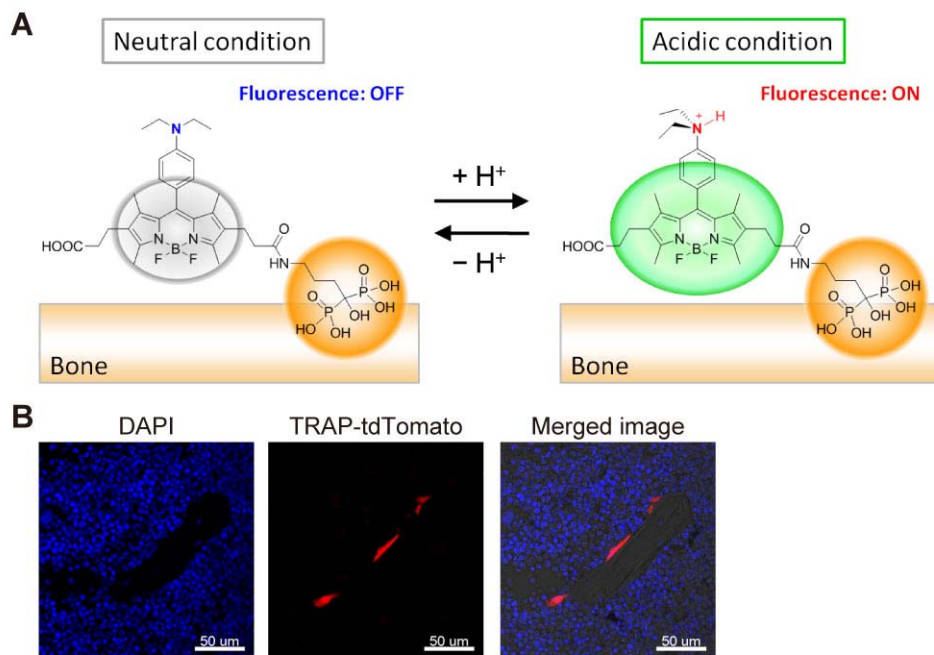 A
Neutral condition
Acidic condition
Fluorescence: OFF
Fluorescence: ON
N
N
+
H
+ H⁺
− H⁺
HOOC
N
N
B
F
F
O
HN
O
P
OH
OH
O
P
OH
HO
OH
Bone
HOOC
N
N
B
F
F
O
HN
O
P
OH
OH
O
P
OH
HO
OH
Bone
B
DAPI
TRAP-tdTomato
Merged image
50 um
50 um
50 um